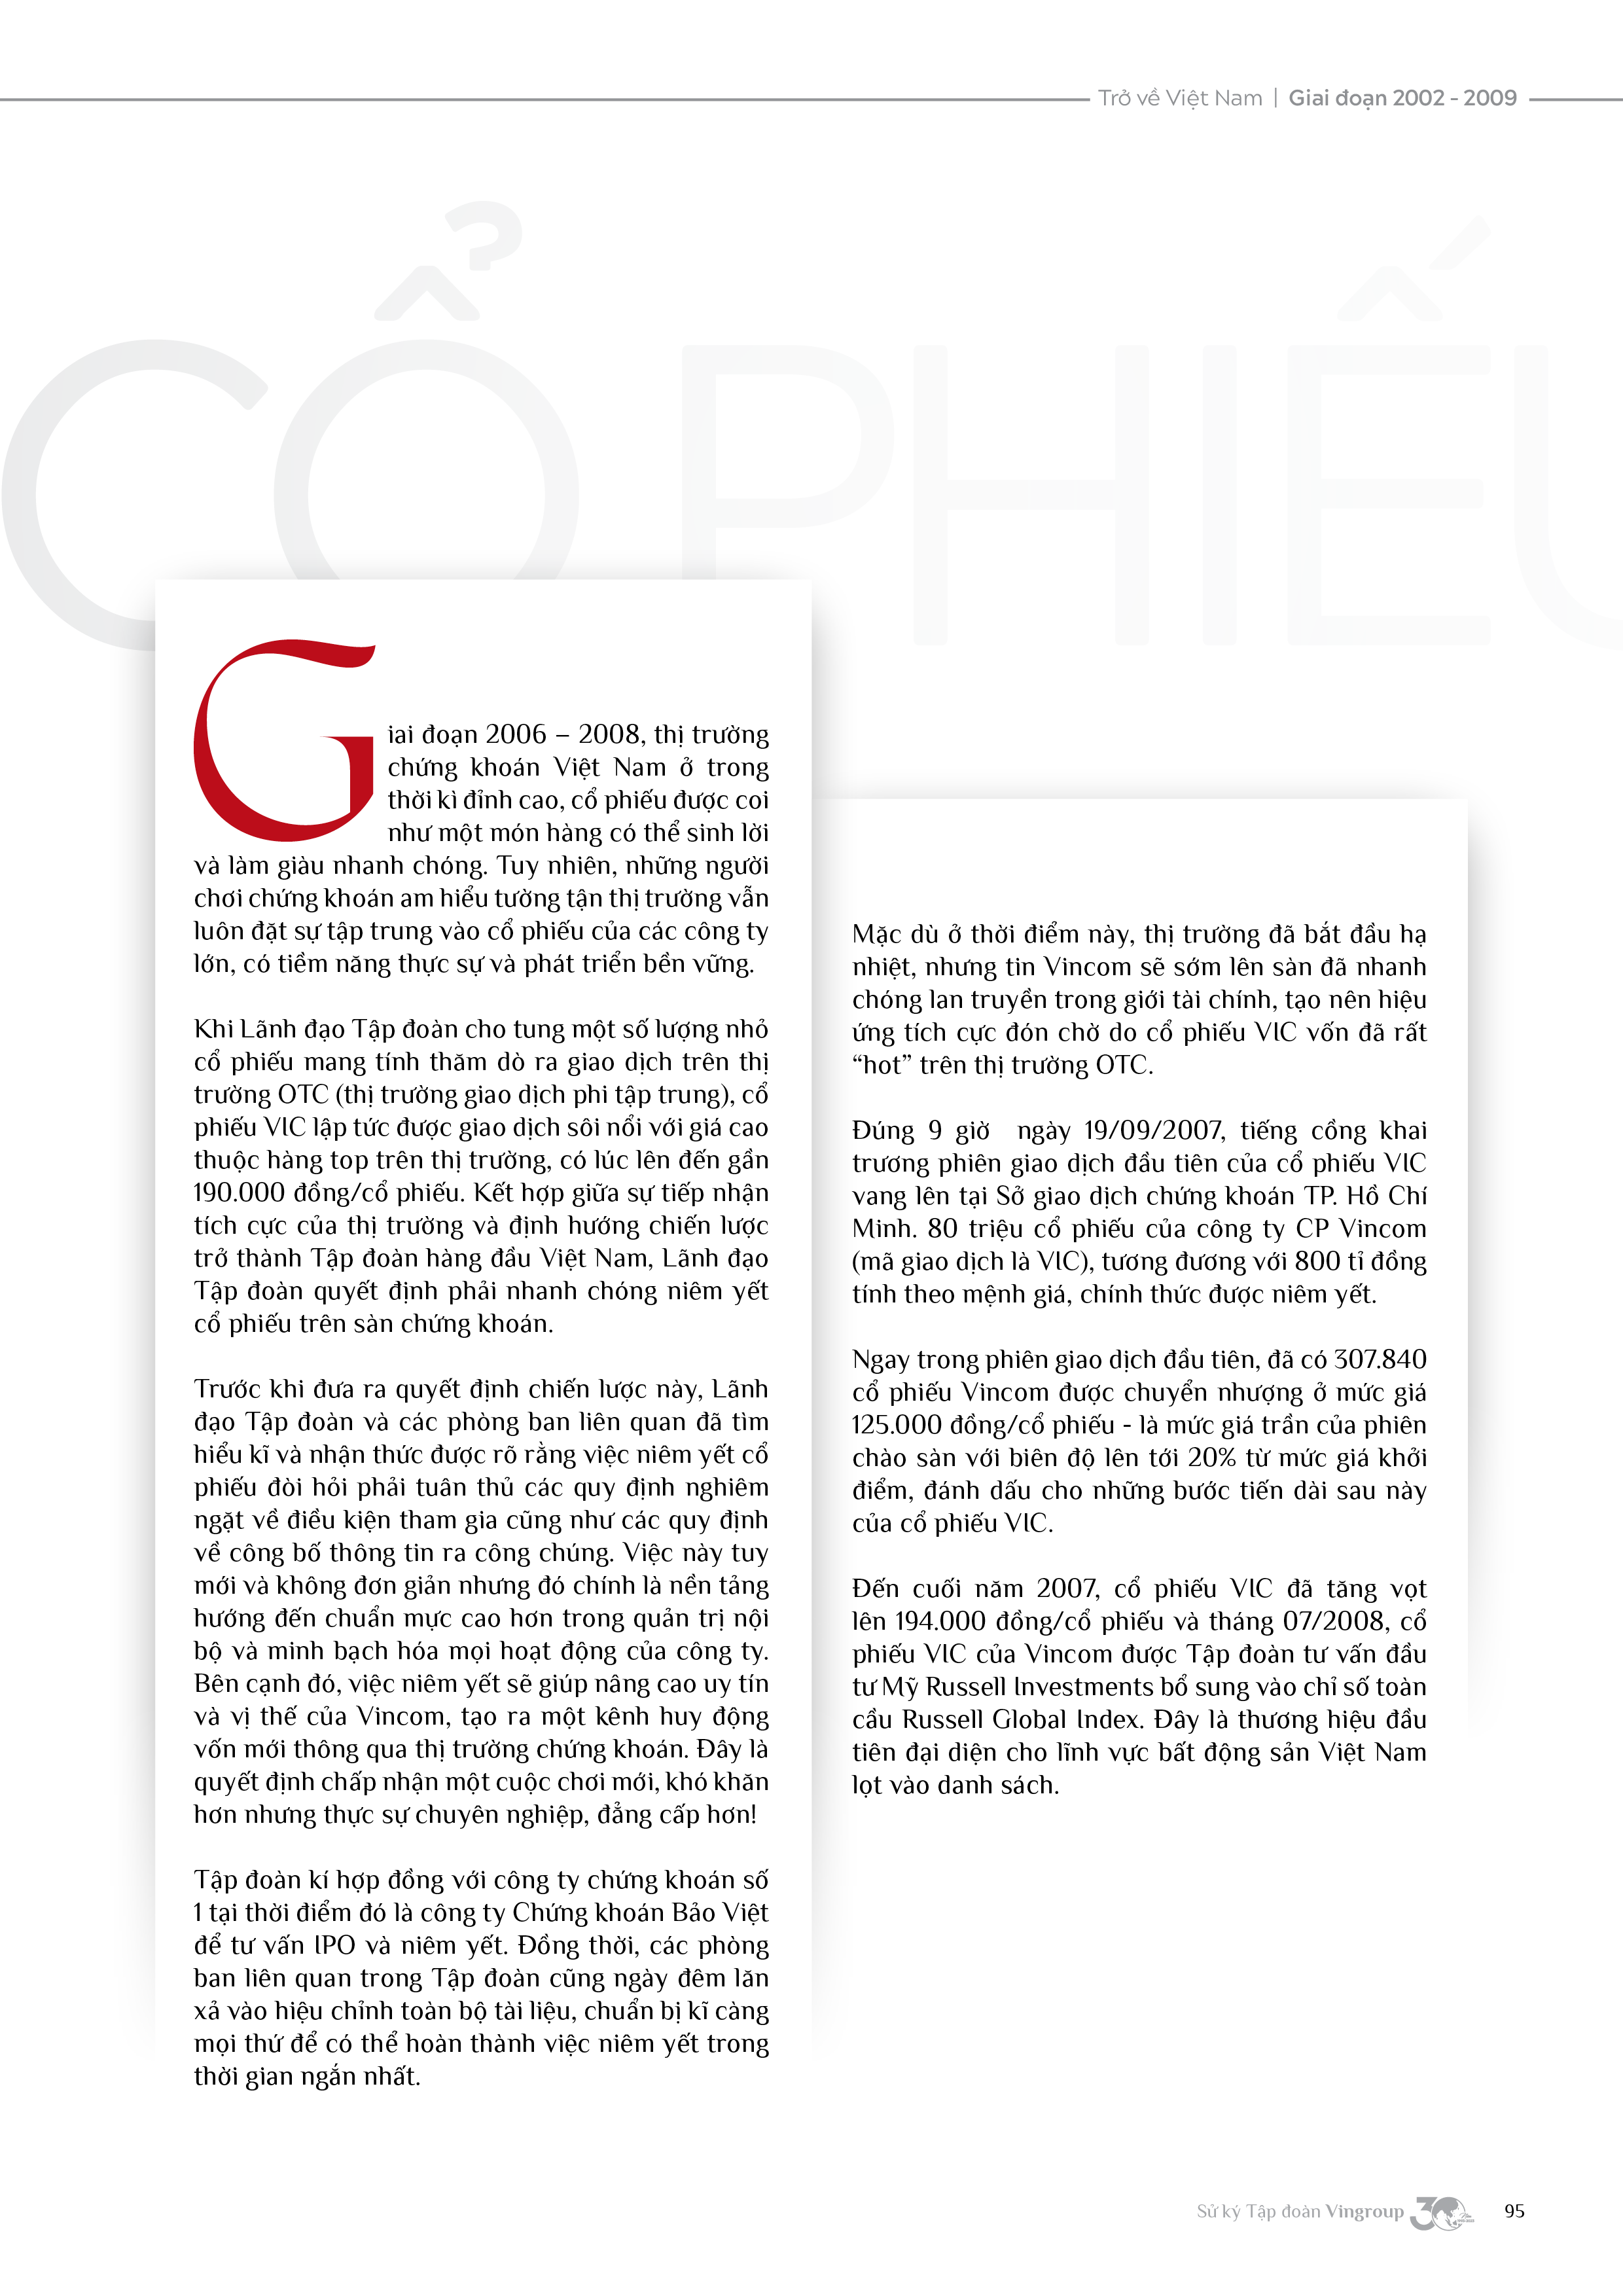 Trở về Việt Nam | Giai đoạn 2002 - 2009
CỔ PHIẾU
Giai đoạn 2006 – 2008, thị trường
chứng khoán Việt Nam ở trong
thời kì đỉnh cao, cổ phiếu được coi
như một món hàng có thể sinh lời
và làm giàu nhanh chóng. Tuy nhiên, những người
chơi chứng khoán am hiểu tường tận thị trường vẫn
luôn đặt sự tập trung vào cổ phiếu của các công ty
lớn, có tiềm năng thực sự và phát triển bền vững.
Khi Lãnh đạo Tập đoàn cho tung một số lượng nhỏ
cổ phiếu mang tính thăm dò ra giao dịch trên thị
trường OTC (thị trường giao dịch phi tập trung), cổ
phiếu VIC lập tức được giao dịch sôi nổi với giá cao
thuộc hàng top trên thị trường, có lúc lên đến gần
190.000 đồng/cổ phiếu. Kết hợp giữa sự tiếp nhận
tích cực của thị trường và định hướng chiến lược
trở thành Tập đoàn hàng đầu Việt Nam, Lãnh đạo
Tập đoàn quyết định phải nhanh chóng niêm yết
cổ phiếu trên sàn chứng khoán.
Trước khi đưa ra quyết định chiến lược này, Lãnh
đạo Tập đoàn và các phòng ban liên quan đã tìm
hiểu kĩ và nhận thức được rõ rằng việc niêm yết cổ
phiếu đòi hỏi phải tuân thủ các quy định nghiêm
ngặt về điều kiện tham gia cũng như các quy định
về công bố thông tin ra công chúng. Việc này tuy
mới và không đơn giản nhưng đó chính là nền tảng
hướng đến chuẩn mực cao hơn trong quản trị nội
bộ và minh bạch hóa mọi hoạt động của công ty.
Bên cạnh đó, việc niêm yết sẽ giúp nâng cao uy tín
và vị thế của Vincom, tạo ra một kênh huy động
vốn mới thông qua thị trường chứng khoán. Đây là
quyết định chấp nhận một cuộc chơi mới, khó khăn
hơn nhưng thực sự chuyên nghiệp, đẳng cấp hơn!
Tập đoàn kí hợp đồng với công ty chứng khoán số
1 tại thời điểm đó là công ty Chứng khoán Bảo Việt
để tư vấn IPO và niêm yết. Đồng thời, các phòng
ban liên quan trong Tập đoàn cũng ngày đêm lăn
xả vào hiệu chỉnh toàn bộ tài liệu, chuẩn bị kĩ càng
mọi thứ để có thể hoàn thành việc niêm yết trong
thời gian ngắn nhất.
Mặc dù ở thời điểm này, thị trường đã bắt đầu hạ
nhiệt, nhưng tin Vincom sẽ sớm lên sàn đã nhanh
chóng lan truyền trong giới tài chính, tạo nên hiệu
ứng tích cực đón chờ do cổ phiếu VIC vốn đã rất
“hot” trên thị trường OTC.
Đúng 9 giờ ngày 19/09/2007, tiếng cồng khai
trương phiên giao dịch đầu tiên của cổ phiếu VIC
vang lên tại Sở giao dịch chứng khoán TP. Hồ Chí
Minh. 80 triệu cổ phiếu của công ty CP Vincom
(mã giao dịch là VIC), tương đương với 800 tỉ đồng
tính theo mệnh giá, chính thức được niêm yết.
Ngay trong phiên giao dịch đầu tiên, đã có 307.840
cổ phiếu Vincom được chuyển nhượng ở mức giá
125.000 đồng/cổ phiếu - là mức giá trần của phiên
chào sàn với biên độ lên tới 20% từ mức giá khởi
điểm, đánh dấu cho những bước tiến dài sau này
của cổ phiếu VIC.
Đến cuối năm 2007, cổ phiếu VIC đã tăng vọt
lên 194.000 đồng/cổ phiếu và tháng 07/2008, cổ
phiếu VIC của Vincom được Tập đoàn tư vấn đầu
tư Mỹ Russell Investments bổ sung vào chỉ số toàn
cầu Russell Global Index. Đây là thương hiệu đầu
tiên đại diện cho lĩnh vực bất động sản Việt Nam
lọt vào danh sách.
Sử ký Tập đoàn Vingroup 30 95